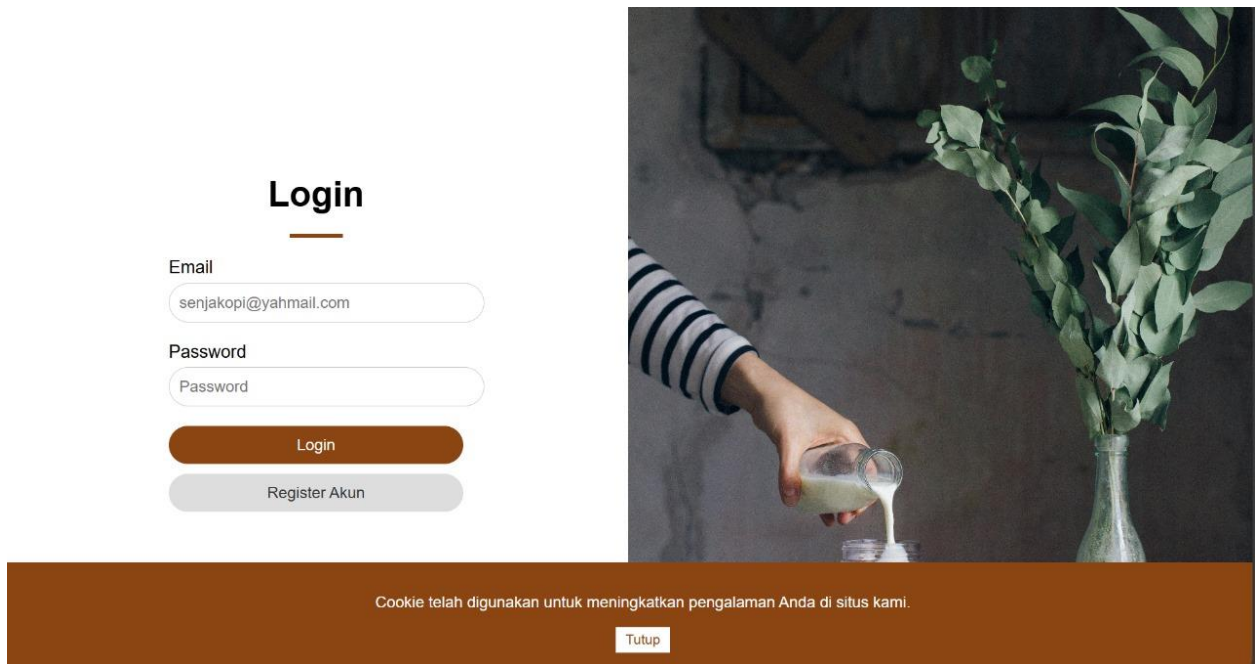 Login
Email
senjakopi@yahmail.com
Password
Password
Login
Register Akun
Cookie telah digunakan untuk meningkatkan pengalaman Anda di situs kami.
Tutup